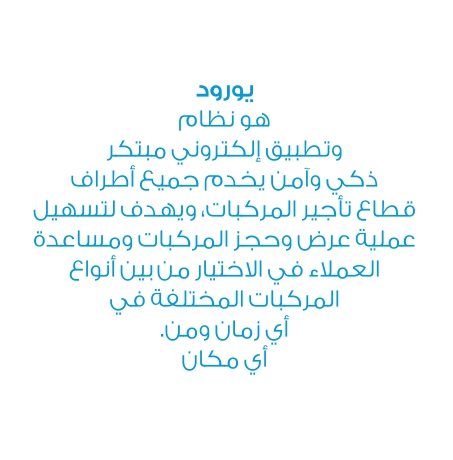 يورود
هو نظام
وتطبيق إلكتروني مبتكر
ذكي وآمن يخدم جميع أطراف
قطاع تأجير المركبات، ويهدف لتسهيل
عملية عرض وحجز المركبات ومساعدة
العملاء في الاختيار من بين أنواع
المركبات المختلفة في
أي زمان ومن.
أي مكان